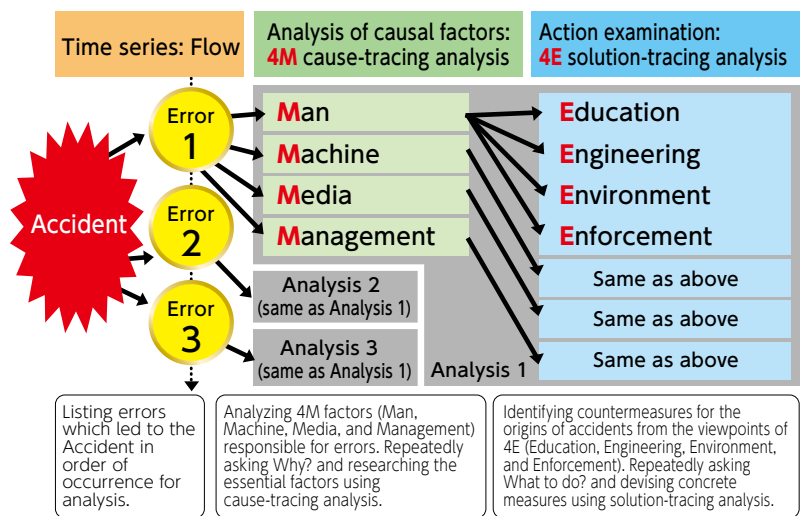 Time series: Flow
Analysis of causal factors:
4M cause-tracing analysis
Action examination:
4E solution-tracing analysis
Accident
Error
1
Error
2
Error
3
Man
Machine
Media
Management
Analysis 2
(same as Analysis 1)
Analysis 3
(same as Analysis 1)
Analysis 1
Education
Engineering
Environment
Enforcement
Same as above
Same as above
Same as above
Listing errors
which led to the
Accident in
order of
occurrence for
analysis.
Analyzing 4M factors (Man,
Machine, Media, and Management)
responsible for errors. Repeatedly
asking Why? and researching the
essential factors using
cause-tracing analysis.
Identifying countermeasures for the
origins of accidents from the viewpoints of
4E (Education, Engineering, Environment,
and Enforcement). Repeatedly asking
What to do? and devising concrete
measures using solution-tracing analysis.